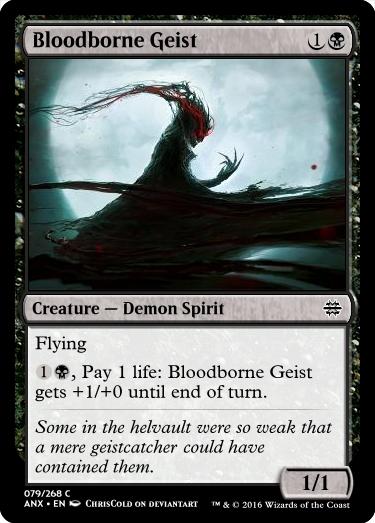 Bloodborne Geist 1
Creature — Demon Spirit
Flying
1, Pay 1 life: Bloodborne Geist
gets +1/+0 until end of turn.
Some in the helvault were so weak that
a mere geistcatcher could have
contained them.
1/1
079/268 C
ANX • EN ChrisCold on deviantart ™ & © 2016 Wizards of the Coast